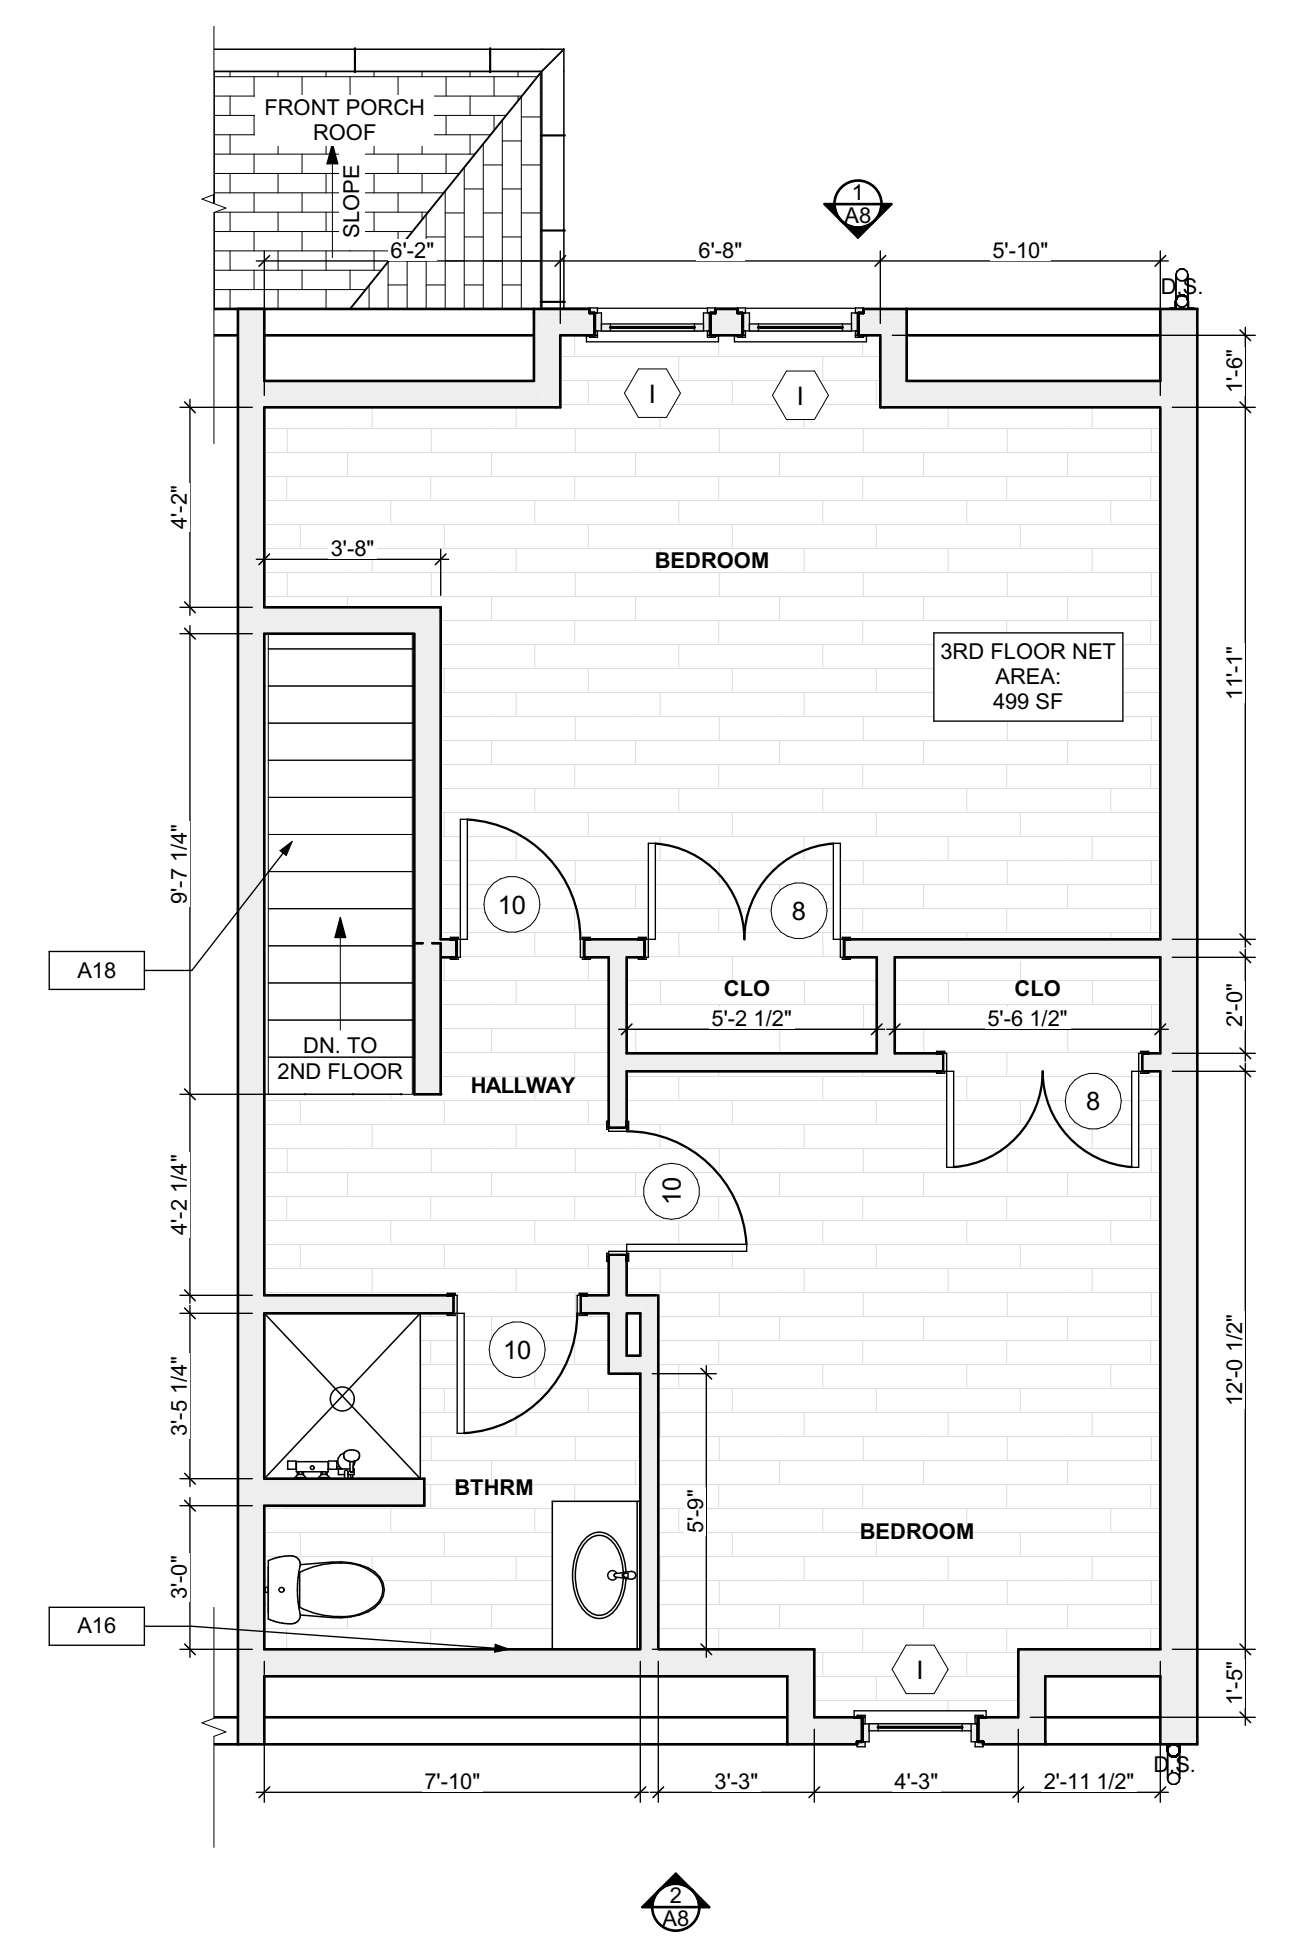 FRONT PORCH
ROOF
SLOPE
1
A8
6'-2"
6'-8"
5'-10"
D.S.
1'-6"
I
I
4'-2"
3'-8"
BEDROOM
3RD FLOOR NET
AREA:
499 SF
11'-1"
9'-7 1/4"
10
8
A18
CLO
CLO
5'-2 1/2"
5'-6 1/2"
2'-0"
DN. TO
2ND FLOOR
HALLWAY
8
10
4'-2 1/4"
10
3'-5 1/4"
12'-0 1/2"
BTHRM
5'-9"
BEDROOM
3'-0"
A16
I
1'-5"
D.S.
7'-10"
3'-3"
4'-3"
2'-11 1/2"
2
A8